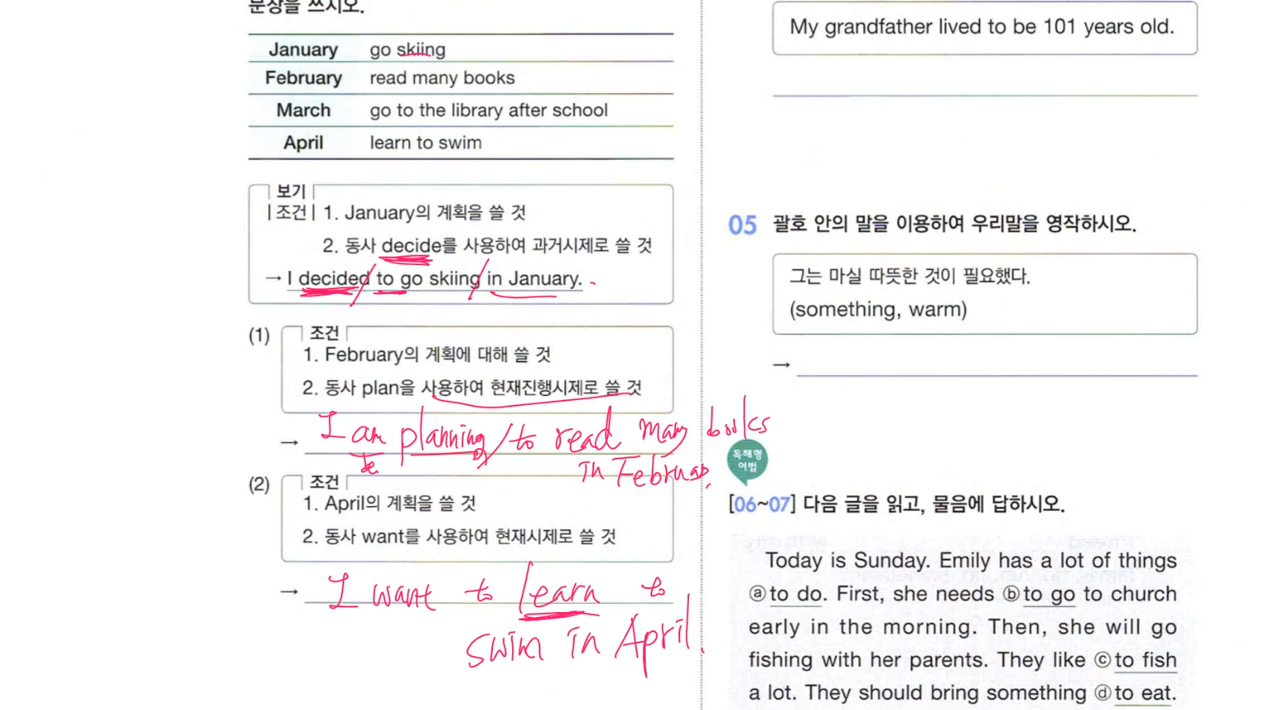 문장을 쓰시오.
January go skiing
February read many books
March go to the library after school
April learn to swim
보기
|조건| 1. January의 계획을 쓸 것
2. 동사 decide를 사용하여 과거시제로 쓸 것
→ I decided to go skiing in January.
(1) 조건
1. February의 계획에 대해 쓸 것
2. 동사 plan을 사용하여 현재진행시제로 쓸 것
→ I am planning to read many books
be
in February.
(2) 조건
1. April의 계획을 쓸 것
2. 동사 want를 사용하여 현재시제로 쓸 것
→ I want to learn to
swim in April.
My grandfather lived to be 101 years old.
05 괄호 안의 말을 이용하여 우리말을 영작하시오.
그는 마실 따뜻한 것이 필요했다.
(something, warm)
→
독해형
어법
[06~07] 다음 글을 읽고, 물음에 답하시오.
Today is Sunday. Emily has a lot of things
ⓐ to do. First, she needs ⓑ to go to church
early in the morning. Then, she will go
fishing with her parents. They like ⓒ to fish
a lot. They should bring something ⓓ to eat.